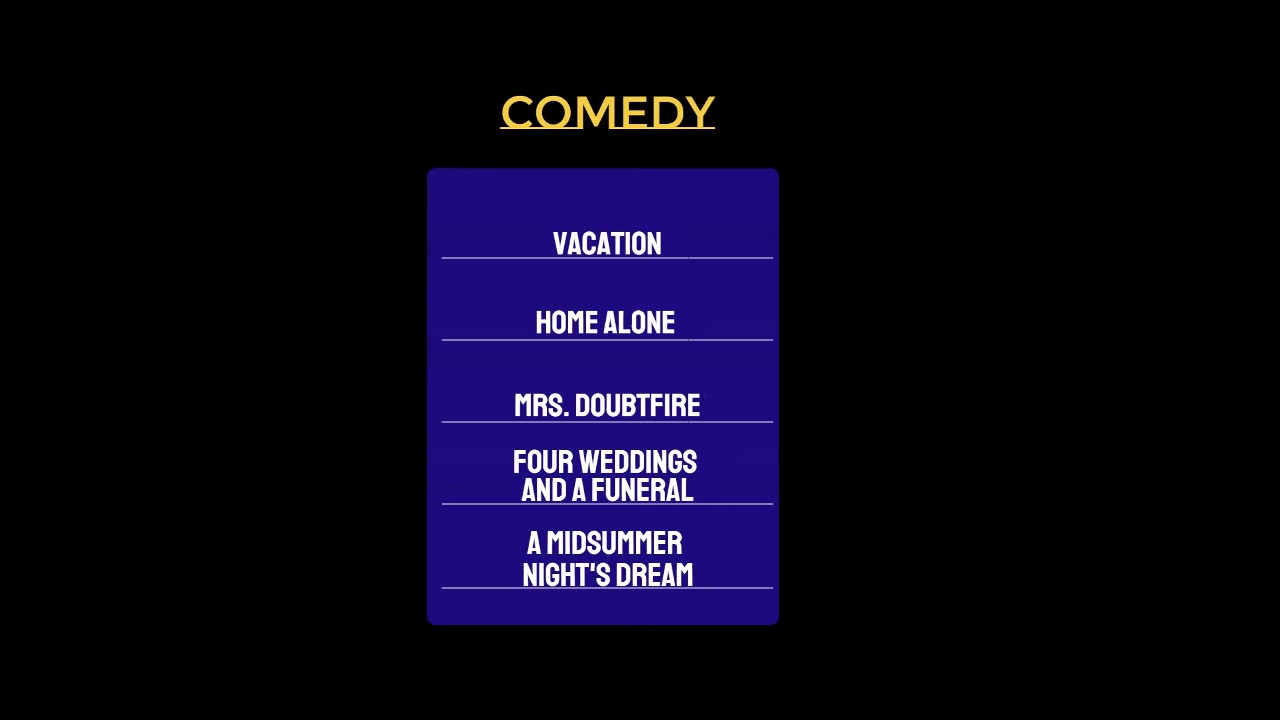 COMEDY
VACATION
HOME ALONE
MRS. DOUBTFIRE
FOUR WEDDINGS
AND A FUNERAL
A MIDSUMMER
NIGHT'S DREAM